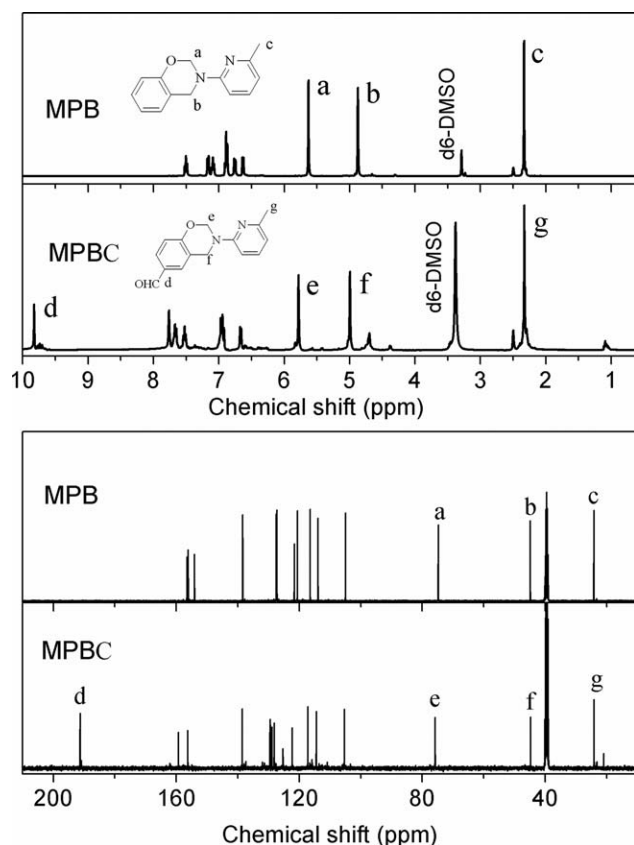 a
c
O
N
N
b
MPB
a
b
d6-DMSO
c
e
g
O
N
N
f
OHC
d
MPBC
d
e
f
d6-DMSO
g
10 9 8 7 6 5 4 3 2 1
Chemical shift (ppm)
MPB
a
b
c
MPBC
d
e
f
g
200 160 120 80 40
Chemical shift (ppm)